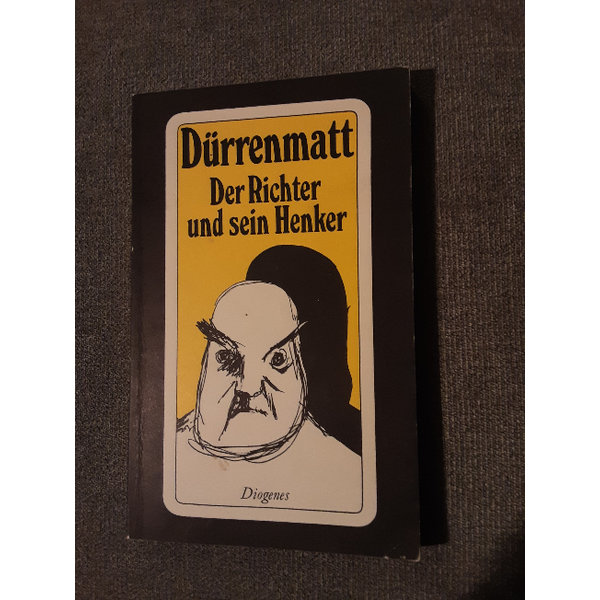 Dürrenmatt
Der Richter
und sein Henker
Diogenes